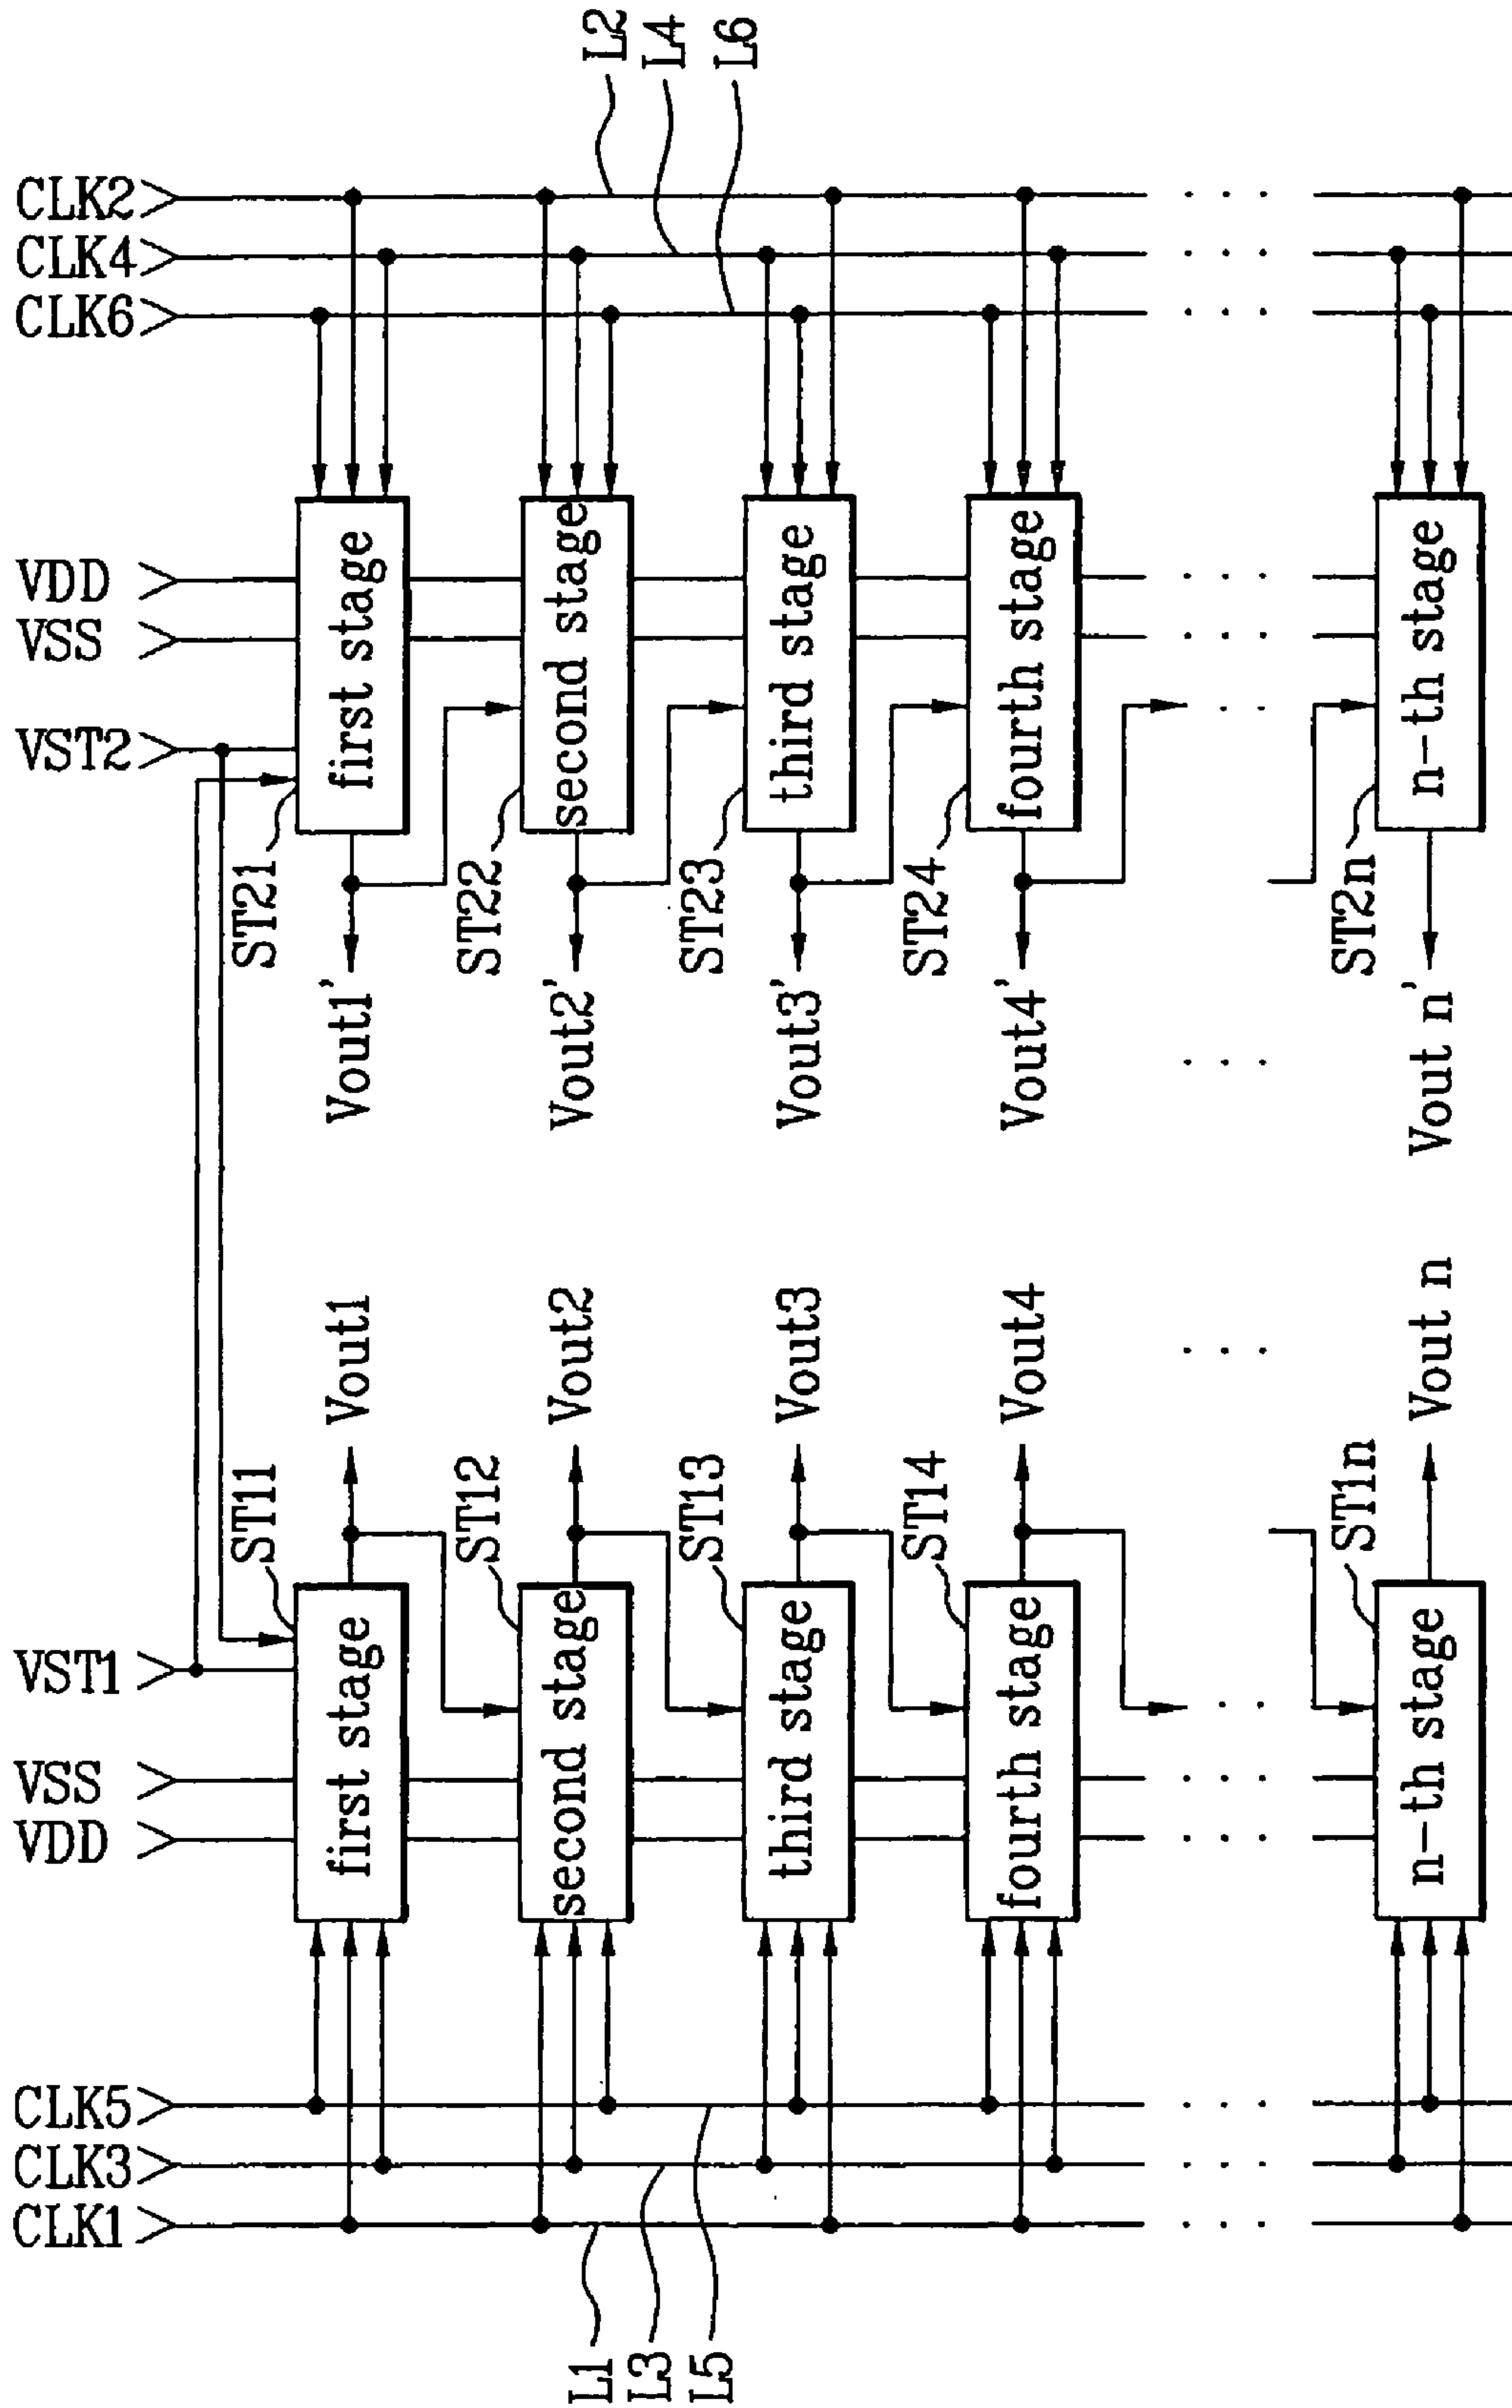 L2
L4
L6
CLK2
CLK4
CLK6
VDD
VSS
VST2
first stage
second stage
third stage
fourth stage
n-th stage
ST21
ST22
ST23
ST24
ST2n
Vout1'
Vout2'
Vout3'
Vout4'
. . .
Vout n'
Vout1
Vout2
Vout3
Vout4
. . .
Vout n
ST11
ST12
ST13
ST14
ST1n
VST1
VSS
VDD
first stage
second stage
third stage
fourth stage
n-th stage
CLK5
CLK3
CLK1
L1
L3
L5